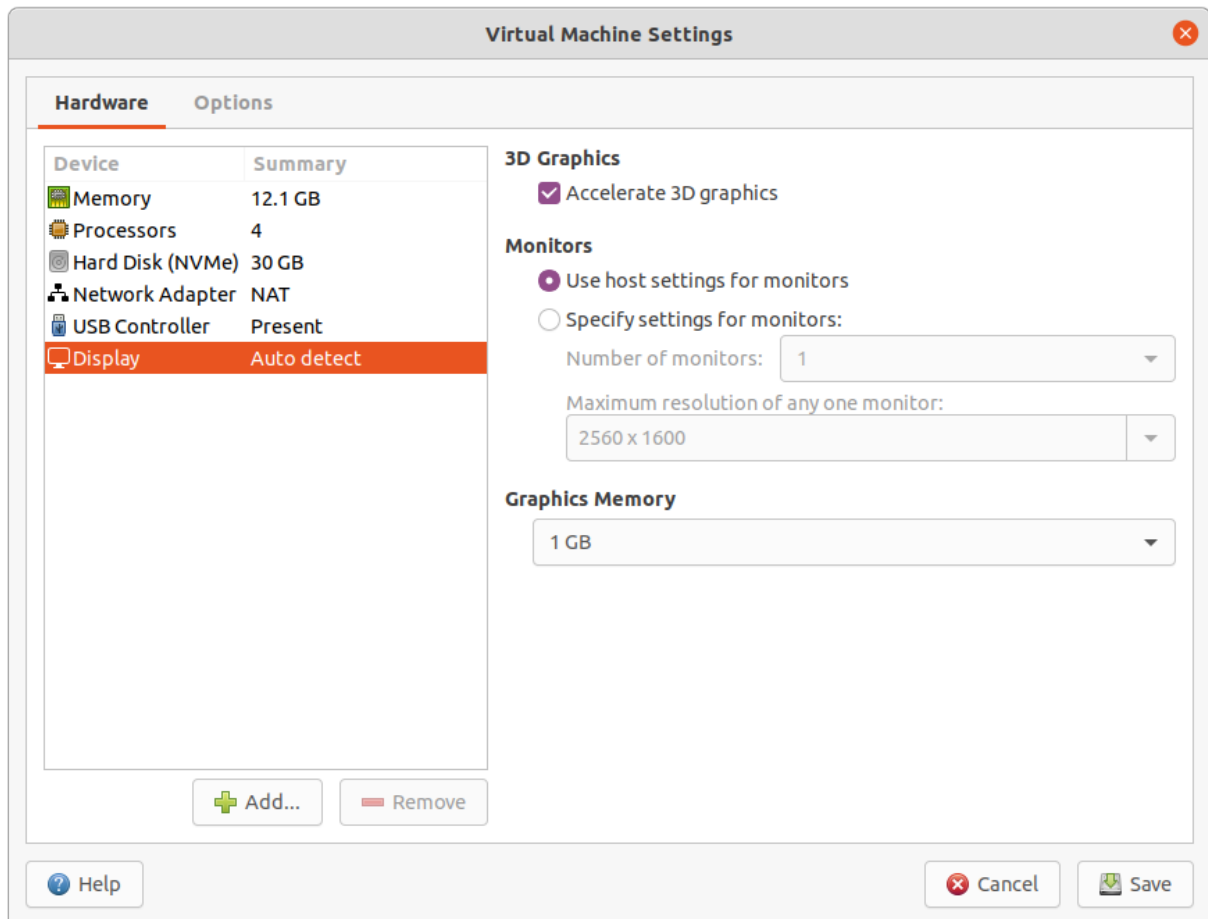 Virtual Machine Settings
Hardware Options
Device Summary
Memory 12.1 GB
Processors 4
Hard Disk (NVMe) 30 GB
Network Adapter NAT
USB Controller Present
Display Auto detect
Add... Remove
3D Graphics
Accelerate 3D graphics
Monitors
Use host settings for monitors
Specify settings for monitors:
Number of monitors: 1
Maximum resolution of any one monitor:
2560 x 1600
Graphics Memory
1 GB
Help Cancel Save